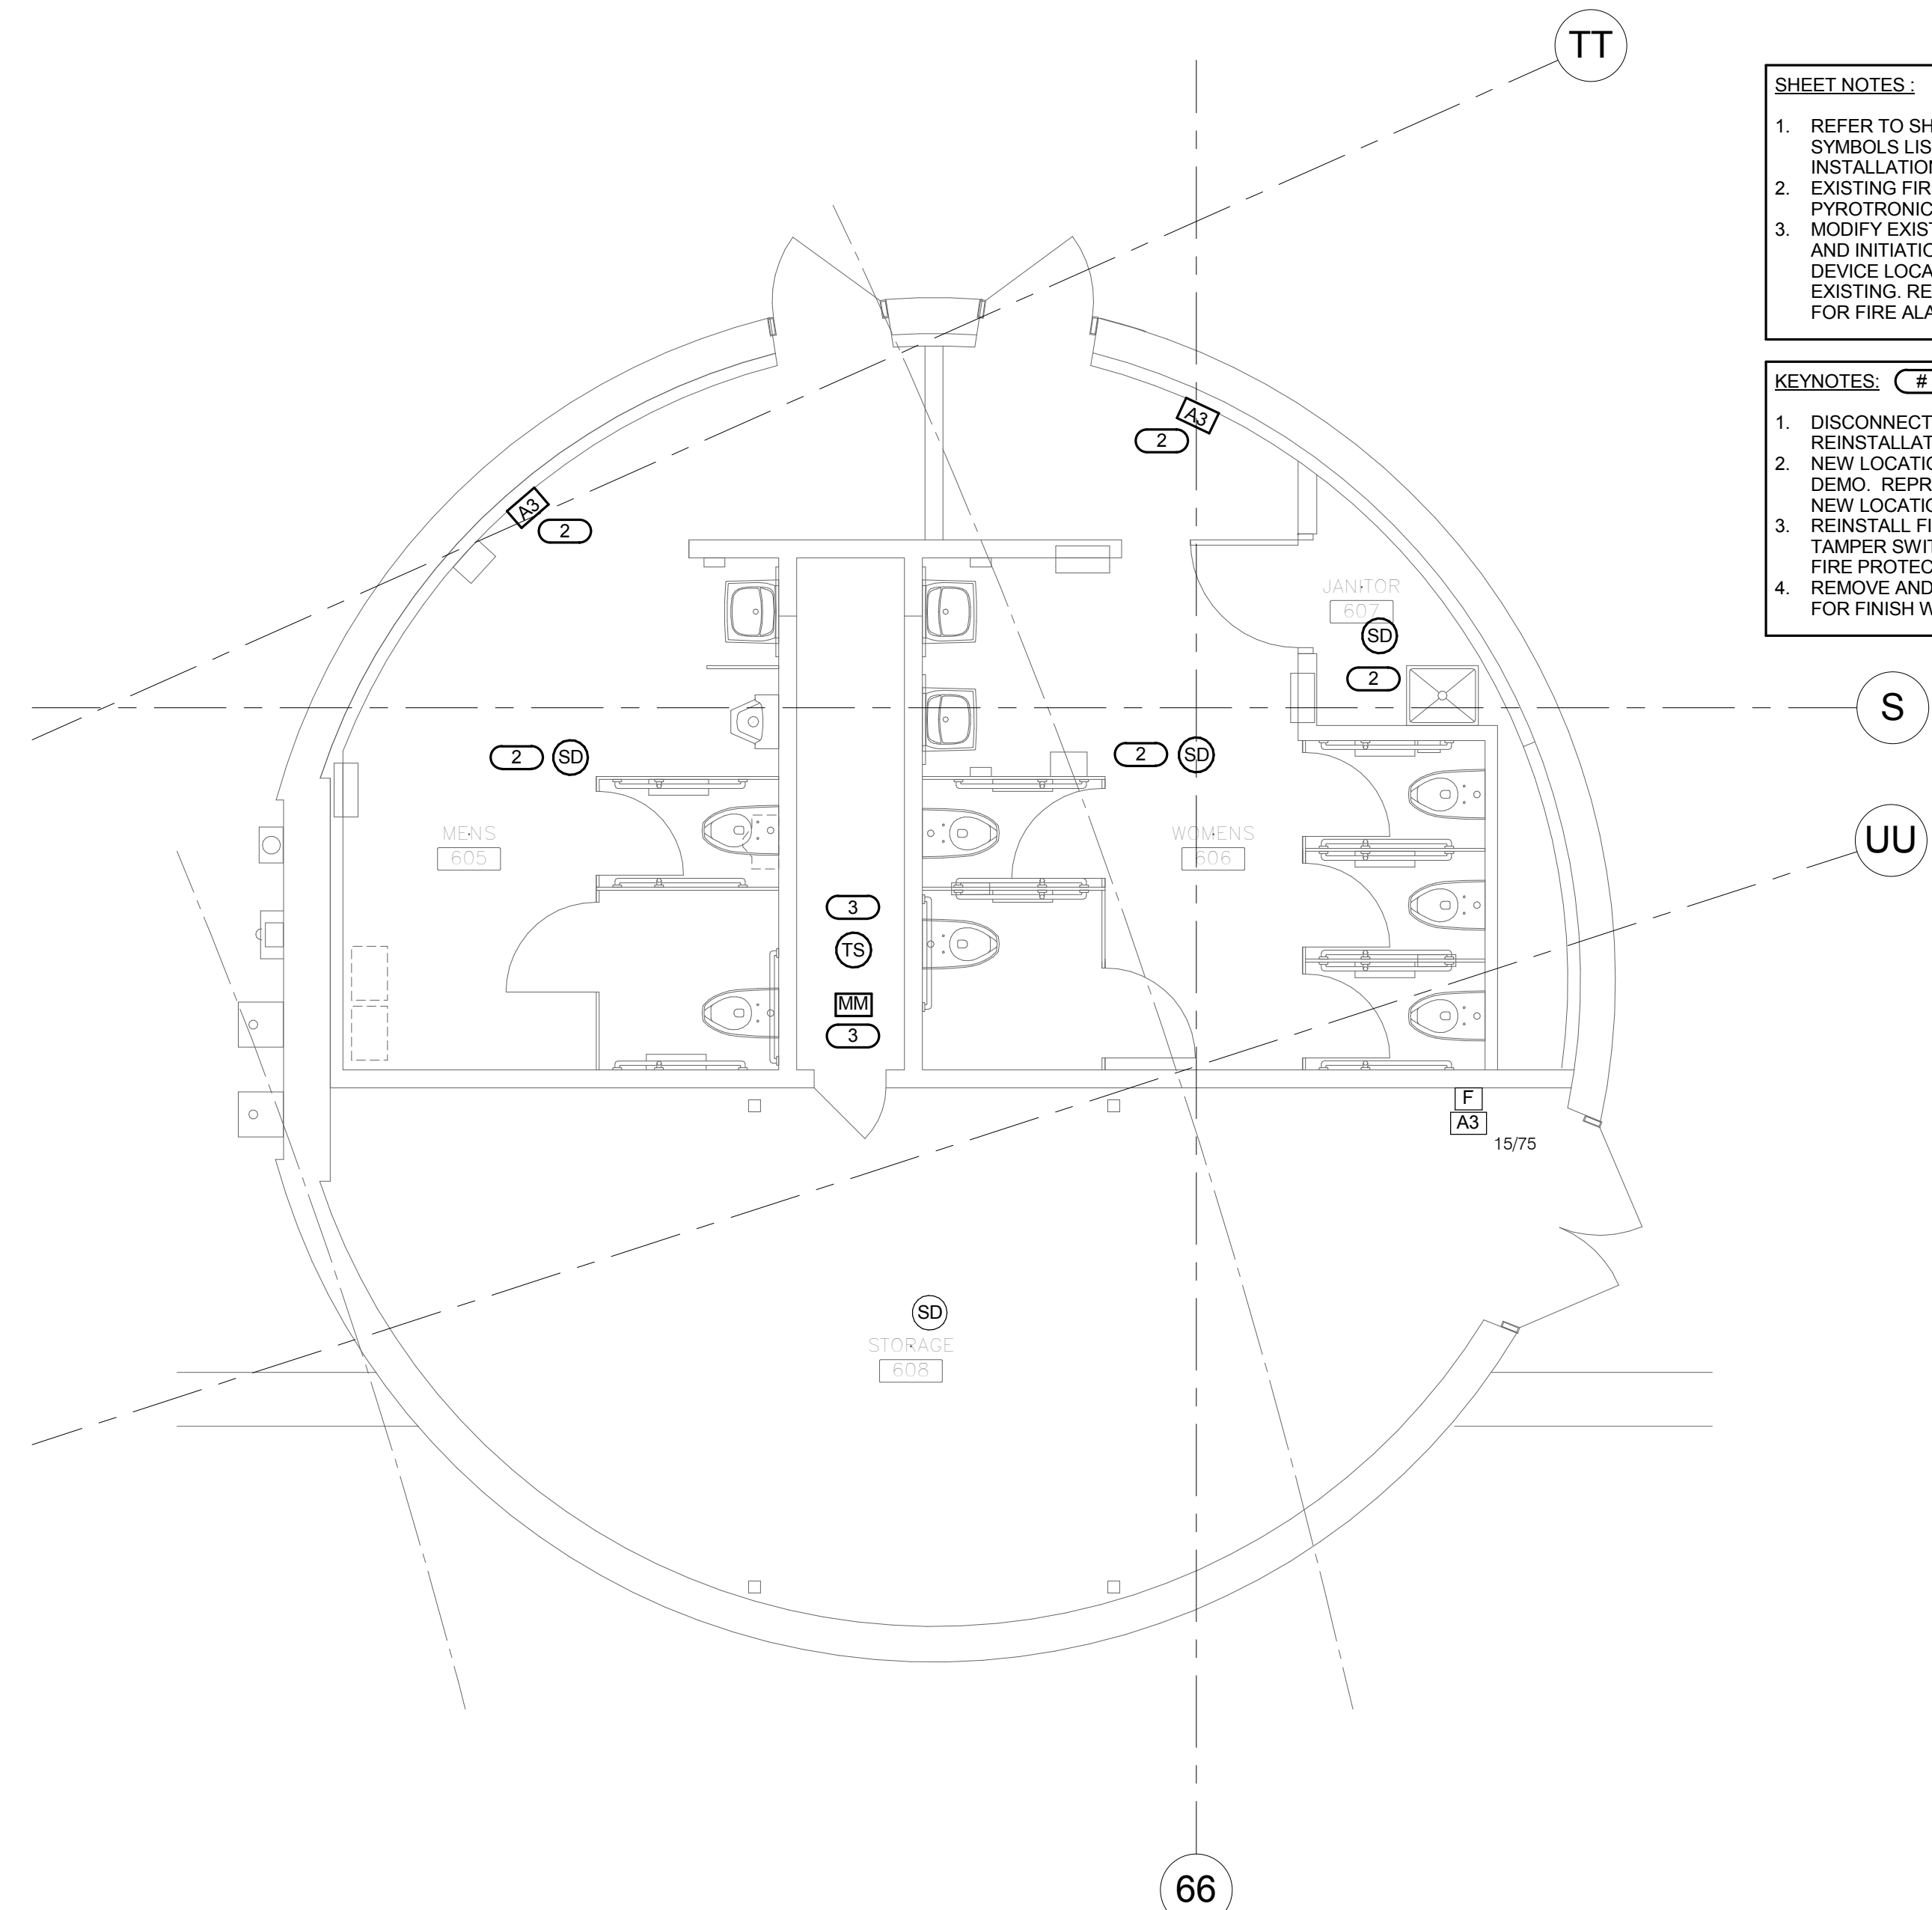 TT
SHEET NOTES :
1. REFER TO SH
SYMBOLS LIS
INSTALLATION
2. EXISTING FIR
PYROTRONIC
3. MODIFY EXIST
AND INITIATIO
DEVICE LOCA
EXISTING. RE
FOR FIRE ALA
KEYNOTES: #
1. DISCONNECT
REINSTALLAT
2. NEW LOCATIO
DEMO. REPR
NEW LOCATIO
3. REINSTALL FI
TAMPER SWIT
FIRE PROTEC
4. REMOVE AND
FOR FINISH W
A3
2
A3
2
JANITOR
607
SD
2
S
2 SD
2 SD
MENS
605
WOMENS
606
UU
3
TS
MM
3
F
A3
15/75
SD
STORAGE
608
66